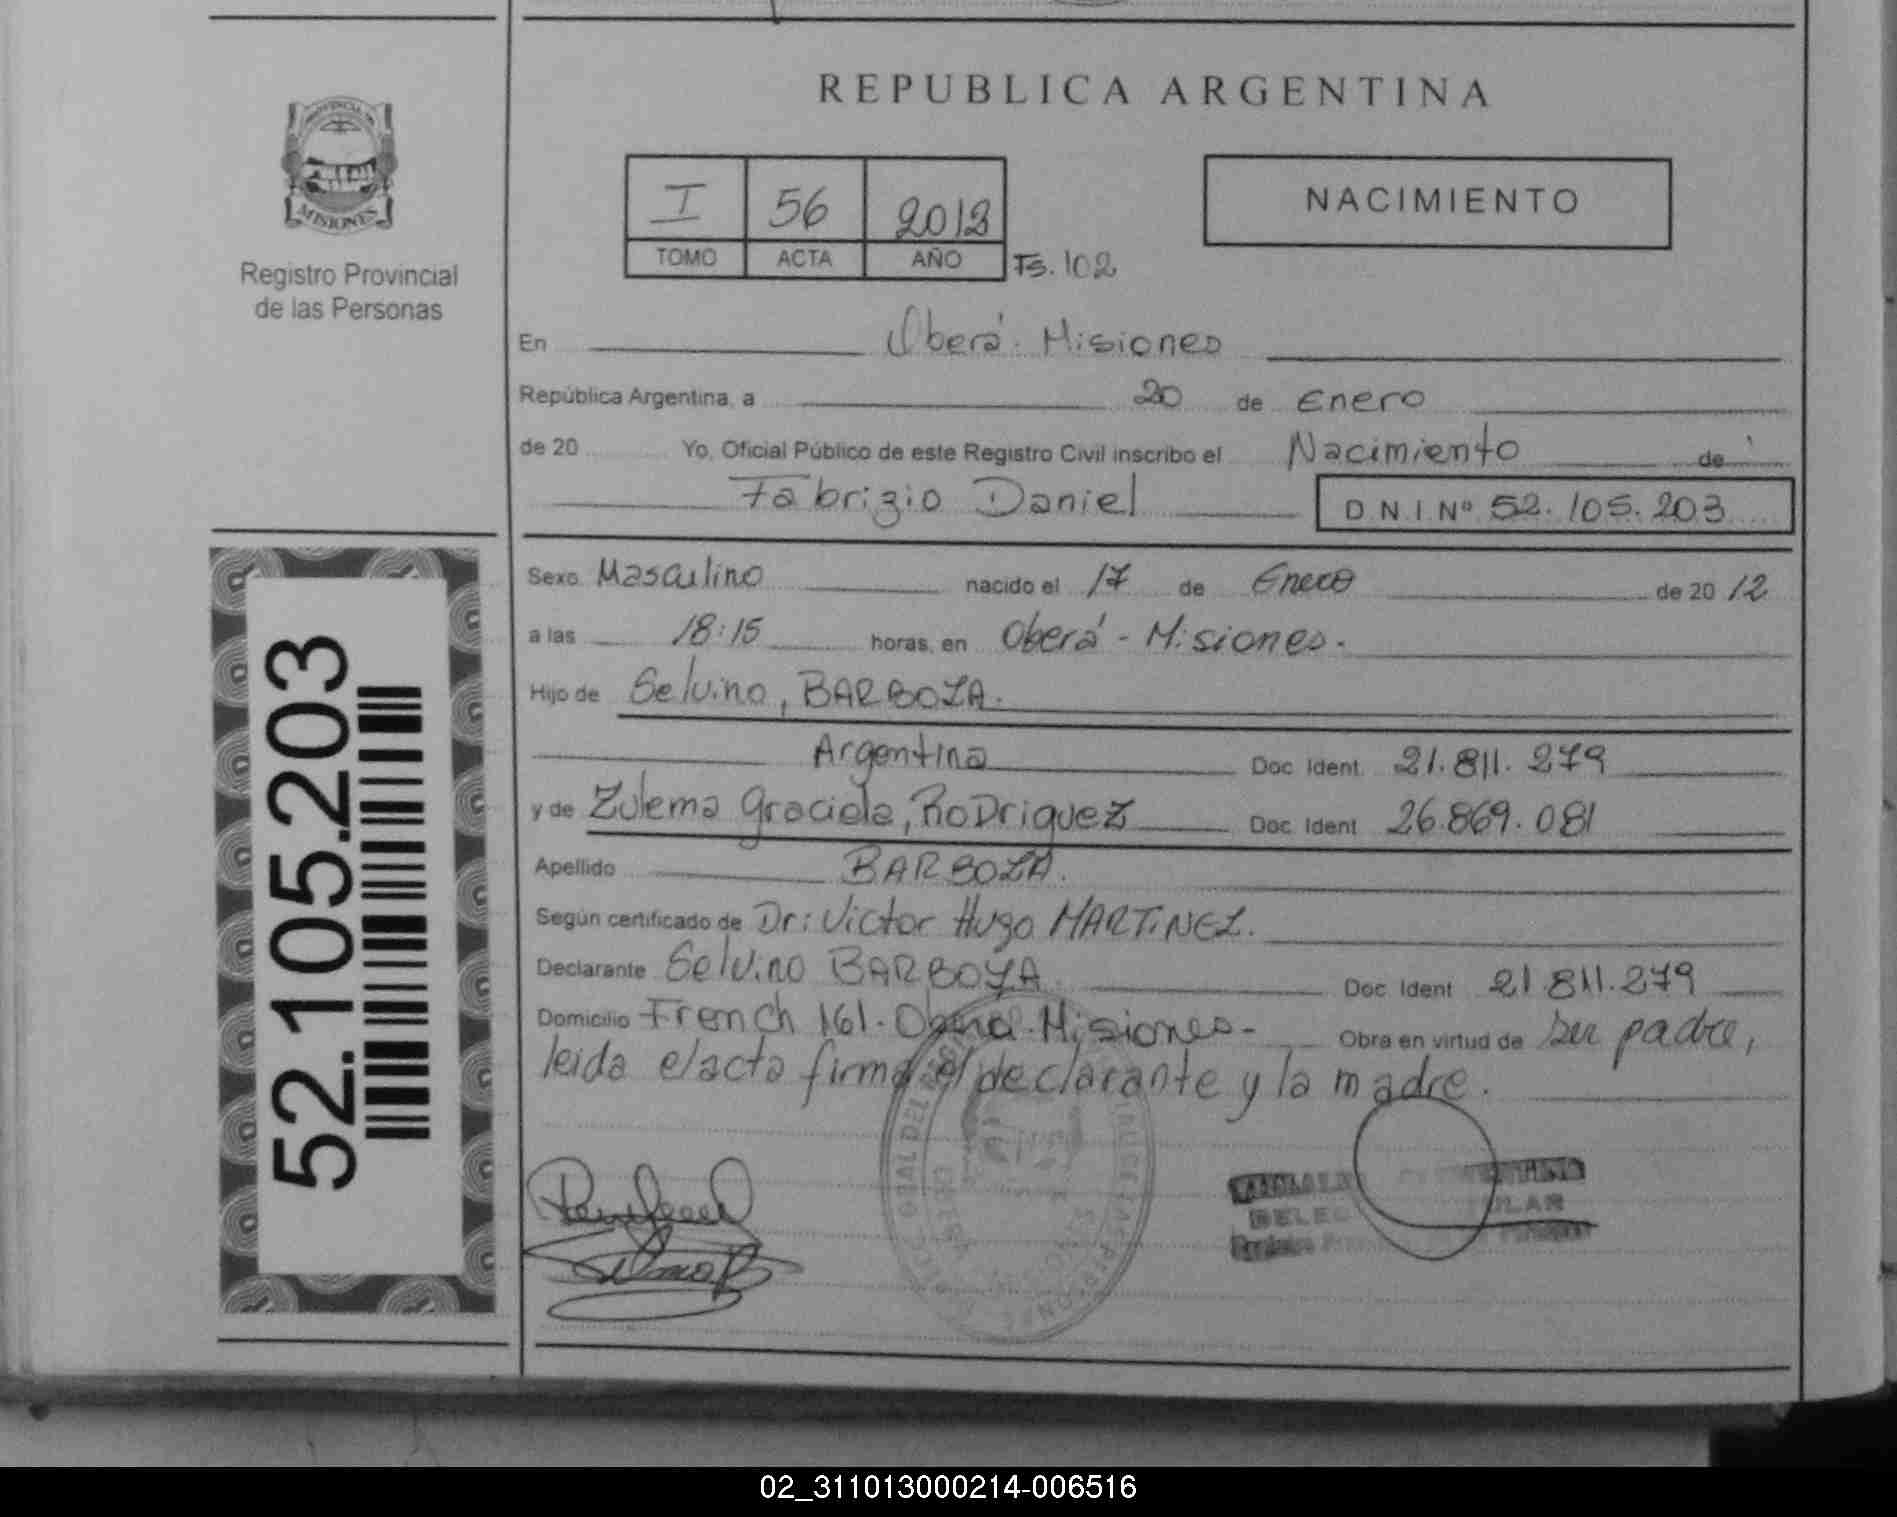 REPUBLICA ARGENTINA
PROVINCIA DE
MISIONES
Registro Provincial
de las Personas
I 56 2012
TOMO ACTA AÑO Fs. 102
NACIMIENTO
En Oberá - Misiones
República Argentina, a 20 de Enero
de 20 Yo, Oficial Público de este Registro Civil inscribo el Nacimiento de
Fabrizio Daniel D N I Nº 52.105.203
Sexo Masculino nacido el 17 de Enero de 2012
a las 18:15 horas, en Oberá - Misiones.
Hijo de Selvino, BARBOZA.
Argentina Doc Ident 21.811.279
y de Zulema Graciela, RoDriguez Doc Ident 26.869.081
Apellido BARBOZA.
Según certificado de Dr: Victor Hugo MARTINEZ.
Declarante Selvino BARBOZA. Doc Ident 21 811.279
Domicilio French 161. Oberá. Misiones- Obra en virtud de su padre,
leida el acta firma el declarante y la madre.
52.105.203
02_311013000214-006516